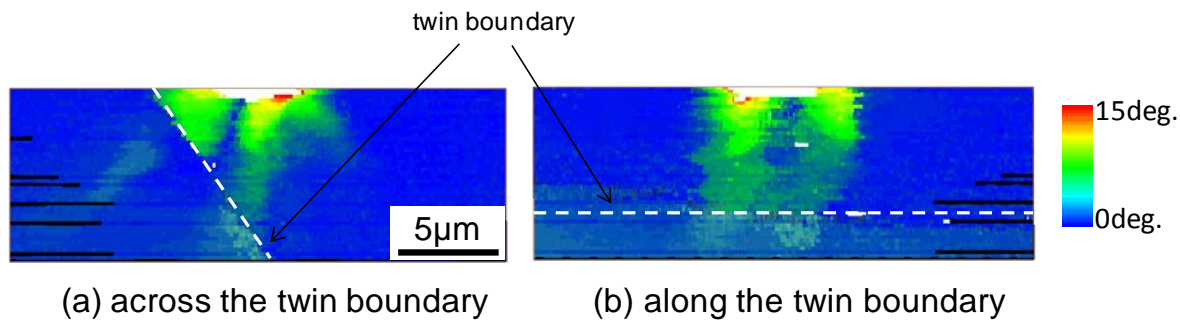 twin boundary
15deg.
0deg.
5µm
(a) across the twin boundary
(b) along the twin boundary